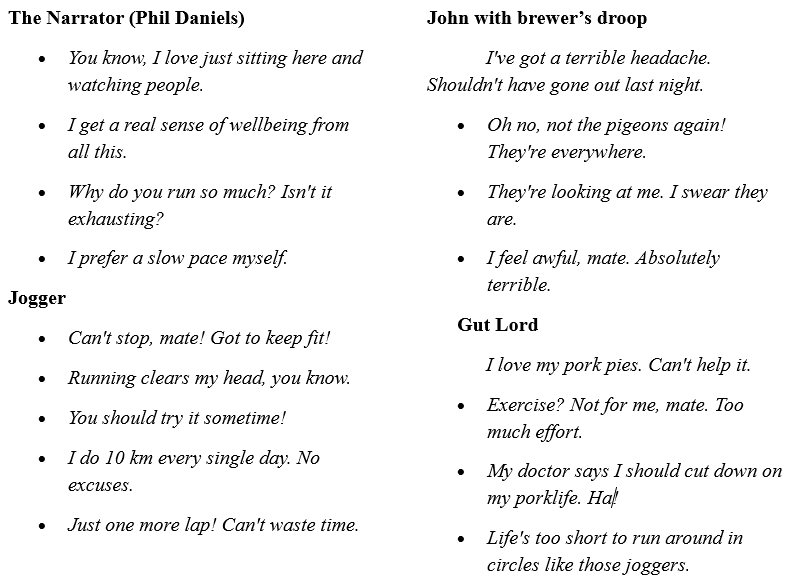 The Narrator (Phil Daniels)
• You know, I love just sitting here and
watching people.
• I get a real sense of wellbeing from
all this.
• Why do you run so much? Isn't it
exhausting?
• I prefer a slow pace myself.
Jogger
• Can't stop, mate! Got to keep fit!
• Running clears my head, you know.
• You should try it sometime!
• I do 10 km every single day. No
excuses.
• Just one more lap! Can't waste time.
John with brewer’s droop
I've got a terrible headache.
Shouldn't have gone out last night.
• Oh no, not the pigeons again!
They're everywhere.
• They're looking at me. I swear they
are.
• I feel awful, mate. Absolutely
terrible.
Gut Lord
I love my pork pies. Can't help it.
• Exercise? Not for me, mate. Too
much effort.
• My doctor says I should cut down on
my porklife. Ha!
• Life's too short to run around in
circles like those joggers.